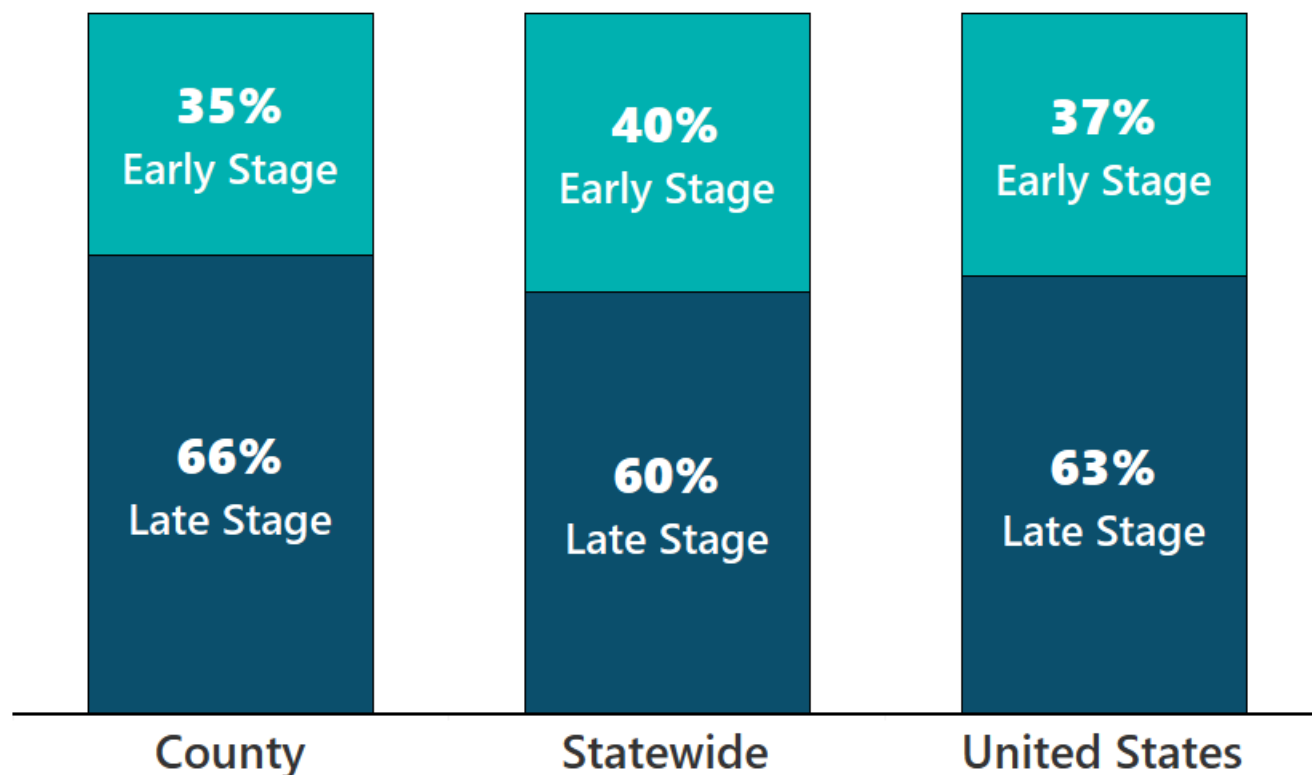 35%
Early Stage
66%
Late Stage
County
40%
Early Stage
60%
Late Stage
Statewide
37%
Early Stage
63%
Late Stage
United States